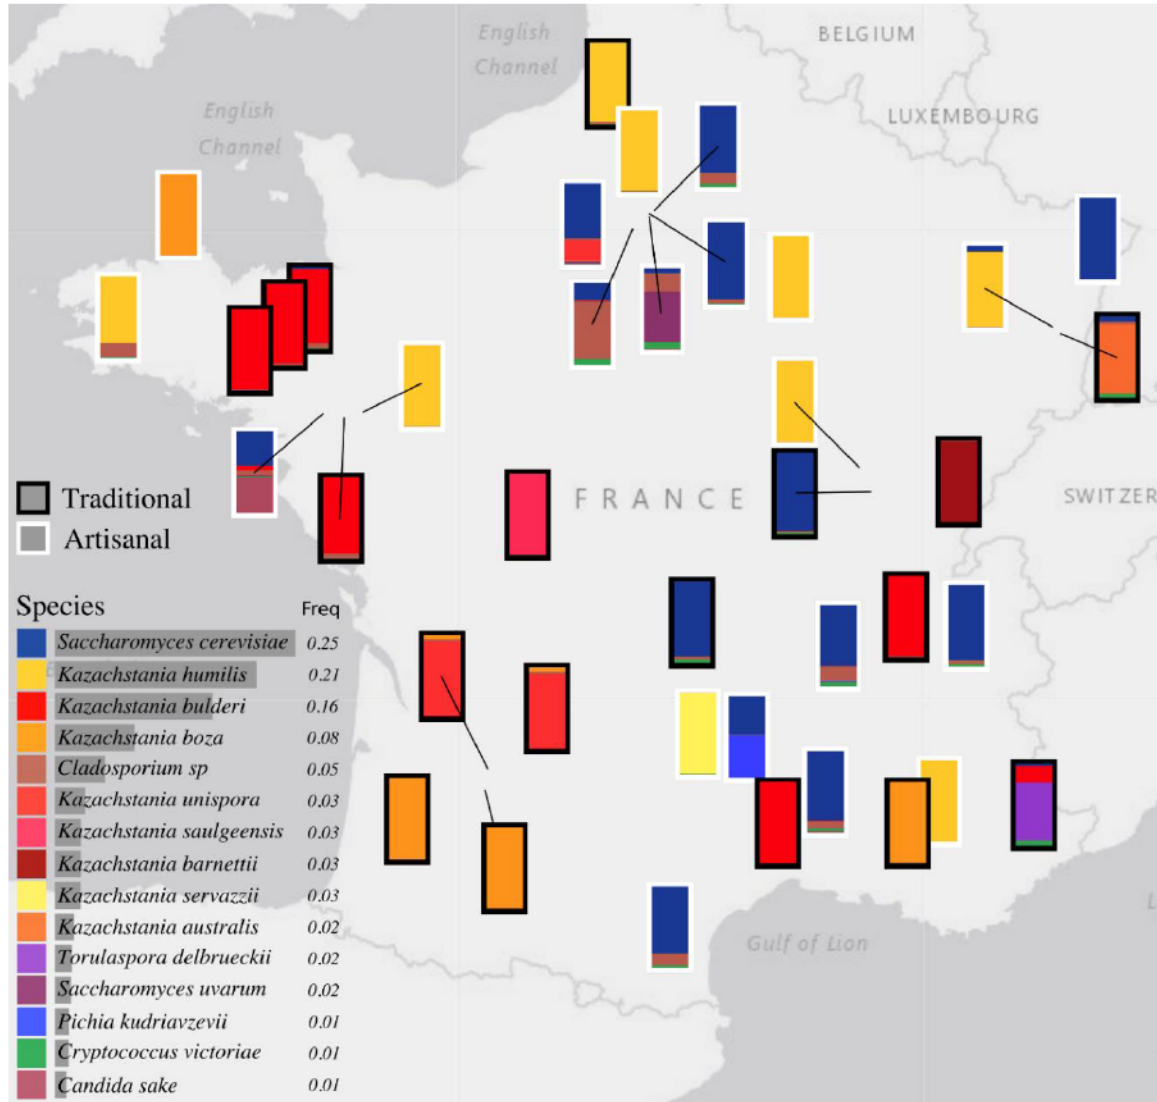 English
Channel
BELGIUM
LUXEMBOURG
English
Channel
FRANCE
SWITZER
Traditional
Artisanal
Species Freq
Saccharomyces cerevisiae 0.25
Kazachstania humilis 0.21
Kazachstania bulderi 0.16
Kazachstania boza 0.08
Cladosporium sp 0.05
Kazachstania unispora 0.03
Kazachstania saulgeensis 0.03
Kazachstania barnettii 0.03
Kazachstania servazzii 0.03
Kazachstania australis 0.02
Torulaspora delbrueckii 0.02
Saccharomyces uvarum 0.02
Pichia kudriavzevii 0.01
Cryptococcus victoriae 0.01
Candida sake 0.01
Gulf of Lion
L